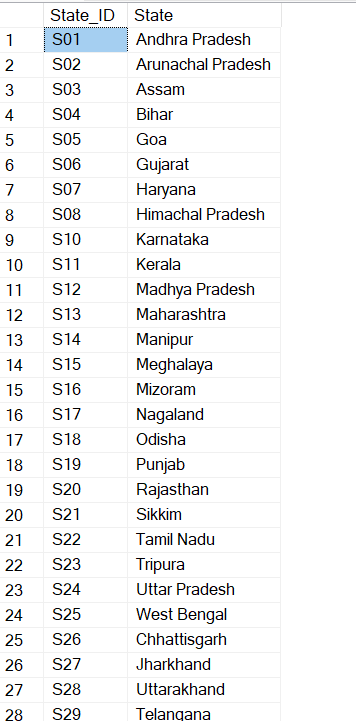 State_ID State
1 S01 Andhra Pradesh
2 S02 Arunachal Pradesh
3 S03 Assam
4 S04 Bihar
5 S05 Goa
6 S06 Gujarat
7 S07 Haryana
8 S08 Himachal Pradesh
9 S10 Karnataka
10 S11 Kerala
11 S12 Madhya Pradesh
12 S13 Maharashtra
13 S14 Manipur
14 S15 Meghalaya
15 S16 Mizoram
16 S17 Nagaland
17 S18 Odisha
18 S19 Punjab
19 S20 Rajasthan
20 S21 Sikkim
21 S22 Tamil Nadu
22 S23 Tripura
23 S24 Uttar Pradesh
24 S25 West Bengal
25 S26 Chhattisgarh
26 S27 Jharkhand
27 S28 Uttarakhand
28 S29 Telangana